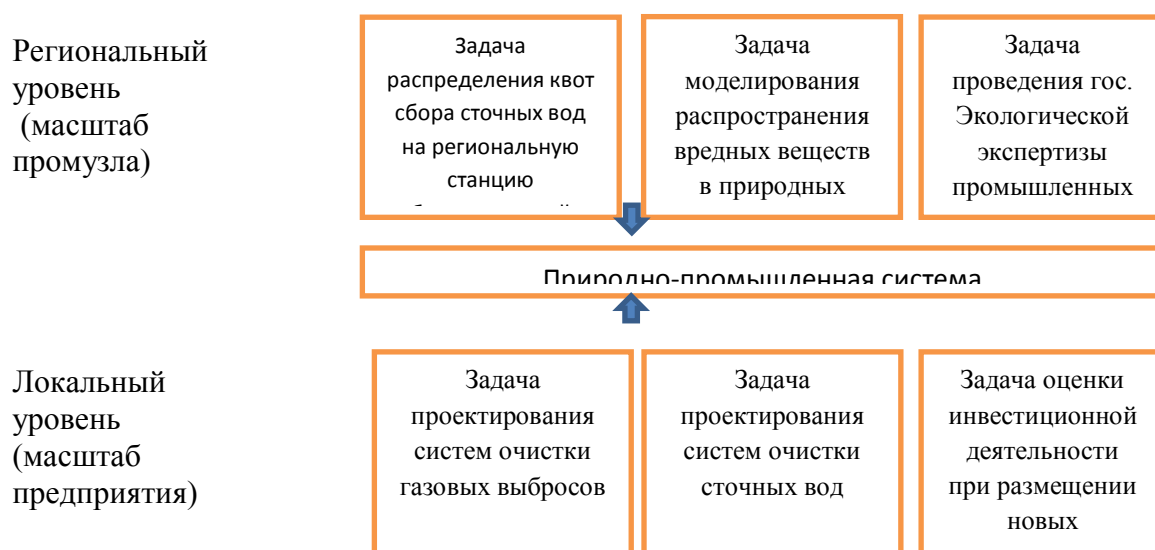 Региональный
уровень
(масштаб
промузла)
Задача
распределения квот
сбора сточных вод
на региональную
станцию
Задача
моделирования
распространения
вредных веществ
в природных
Задача
проведения гос.
Экологической
экспертизы
промышленных
Природно-промышленная система
Локальный
уровень
(масштаб
предприятия)
Задача
проектирования
систем очистки
газовых выбросов
Задача
проектирования
систем очистки
сточных вод
Задача оценки
инвестиционной
деятельности
при размещении
новых